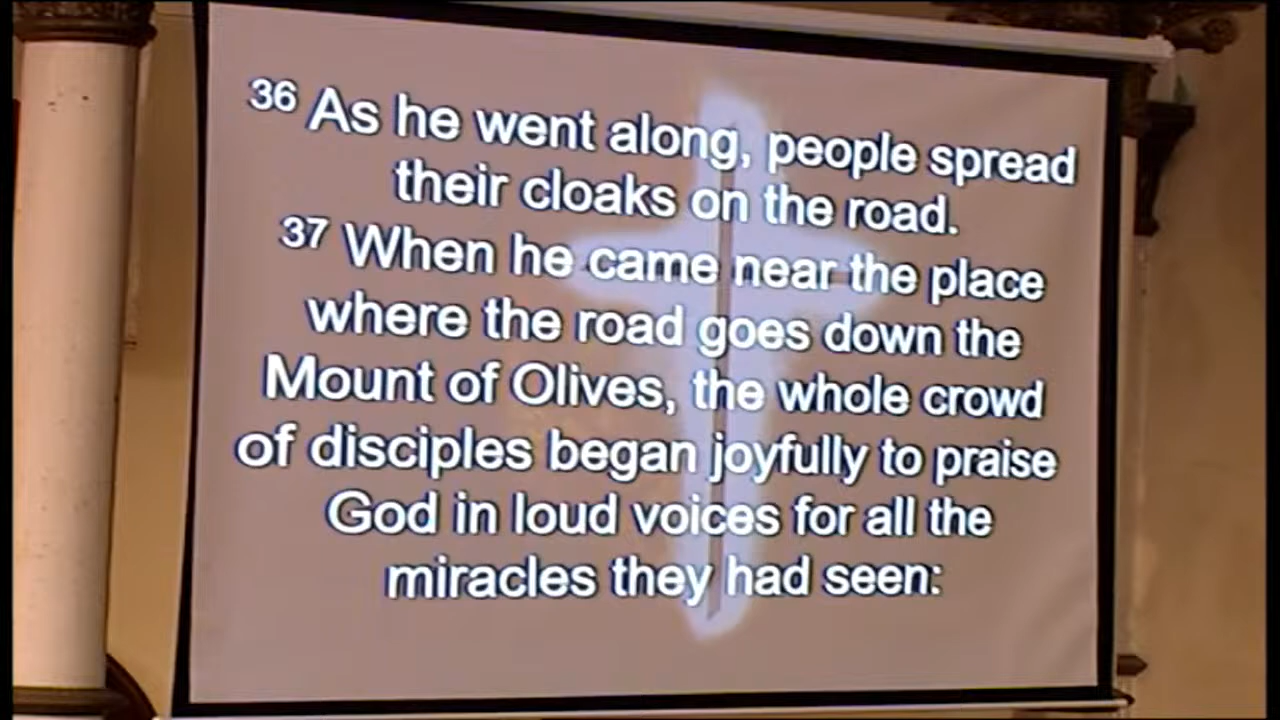 36 As he went along, people spread
their cloaks on the road.
37 When he came near the place
where the road goes down the
Mount of Olives, the whole crowd
of disciples began joyfully to praise
God in loud voices for all the
miracles they had seen: